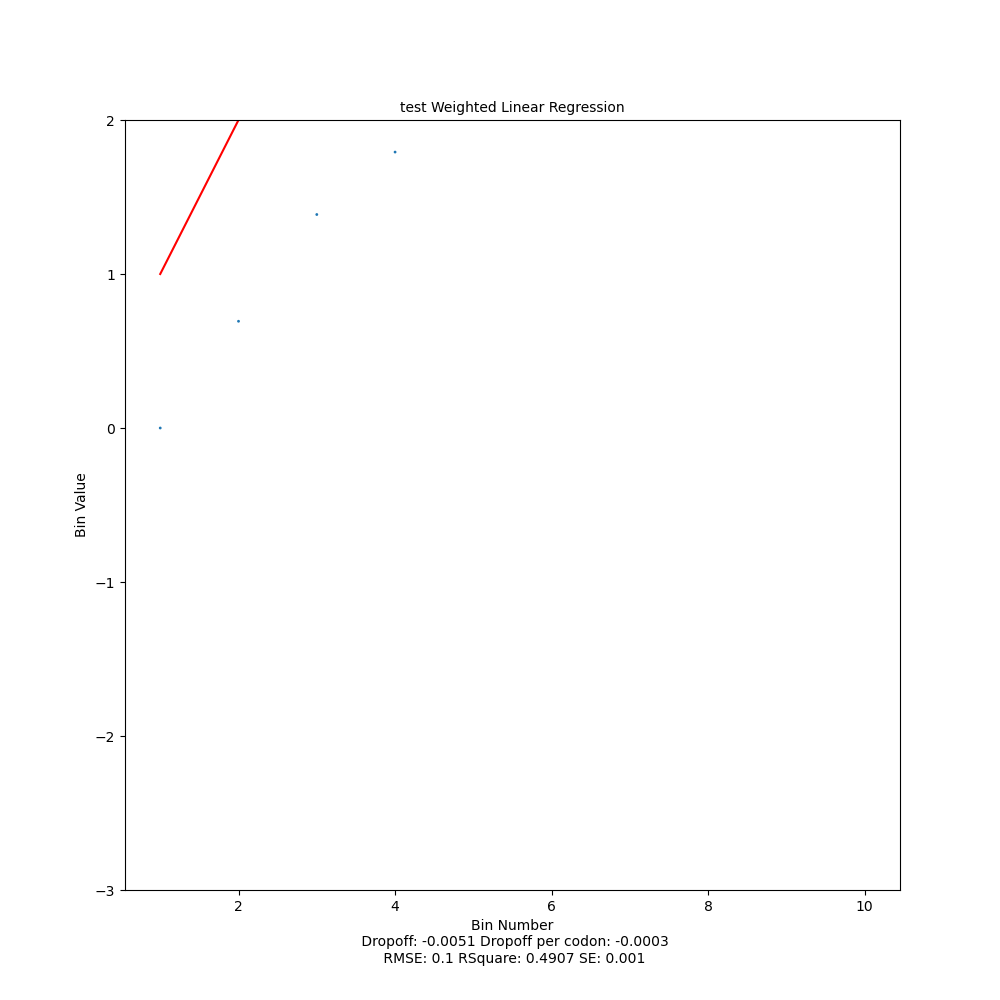 test Weighted Linear Regression
2
1
0
−1
−2
−3
Bin Value
2 4 6 8 10
Bin Number
Dropoff: -0.0051 Dropoff per codon: -0.0003
RMSE: 0.1 RSquare: 0.4907 SE: 0.001